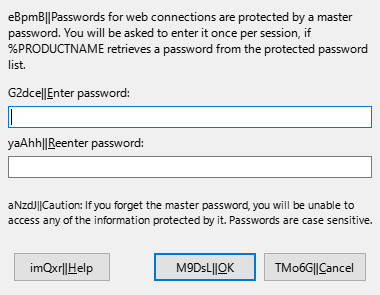 eBpmB||Passwords for web connections are protected by a master
password. You will be asked to enter it once per session, if
%PRODUCTNAME retrieves a password from the protected password
list.
G2dce||Enter password:
yaAhh||Reenter password:
aNzdJ||Caution: If you forget the master password, you will be unable to
access any of the information protected by it. Passwords are case sensitive.
imQxr||Help
M9DsL||OK
TMo6G||Cancel